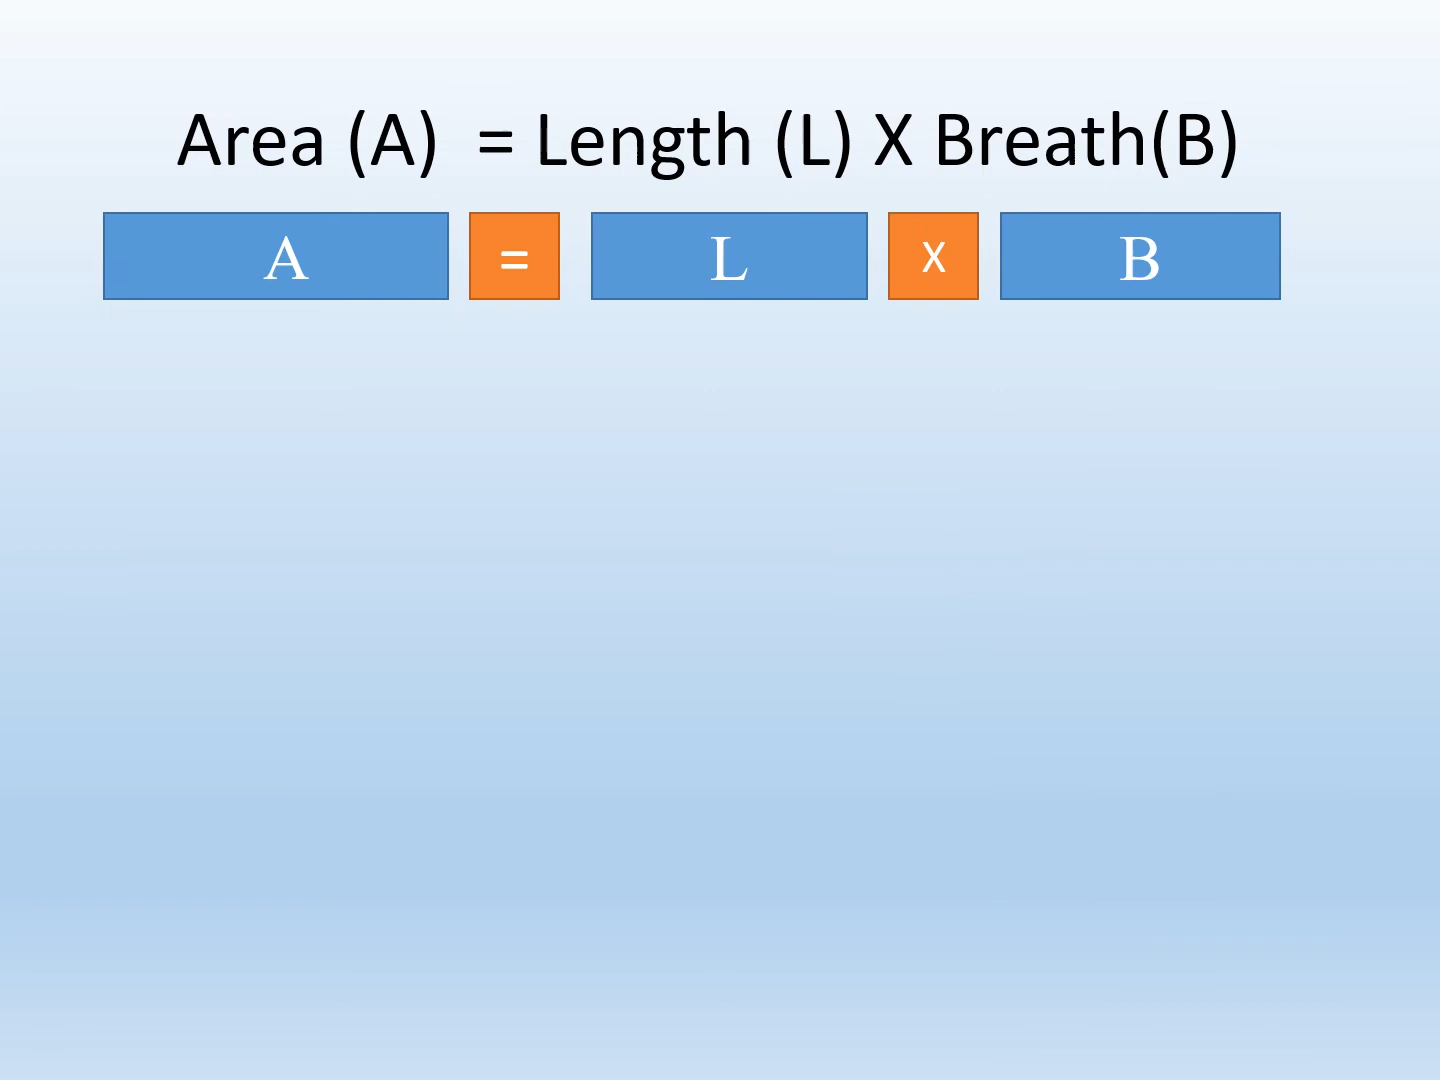 Area (A) = Length (L) X Breath(B)
A = L X B